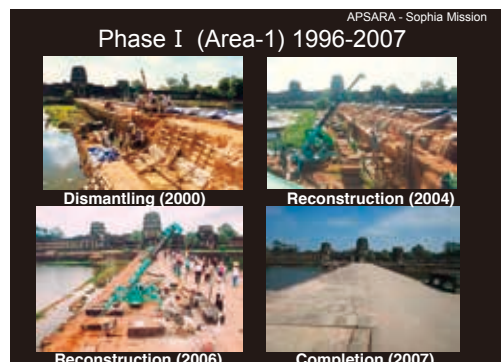 APSARA - Sophia Mission
Phase I (Area-1) 1996-2007
Dismantling (2000)
Reconstruction (2004)
Reconstruction (2006)
Completion (2007)